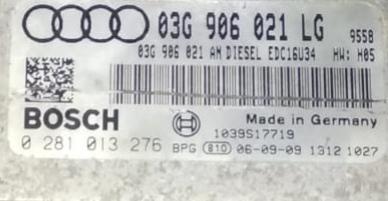 03G 906 021 LG 9558
03G 906 021 AM DIESEL EDC16U34 HW: H05
BOSCH
Made in Germany
1039S17719
0 281 013 276 BPG 810 06-09-09 1312 1027